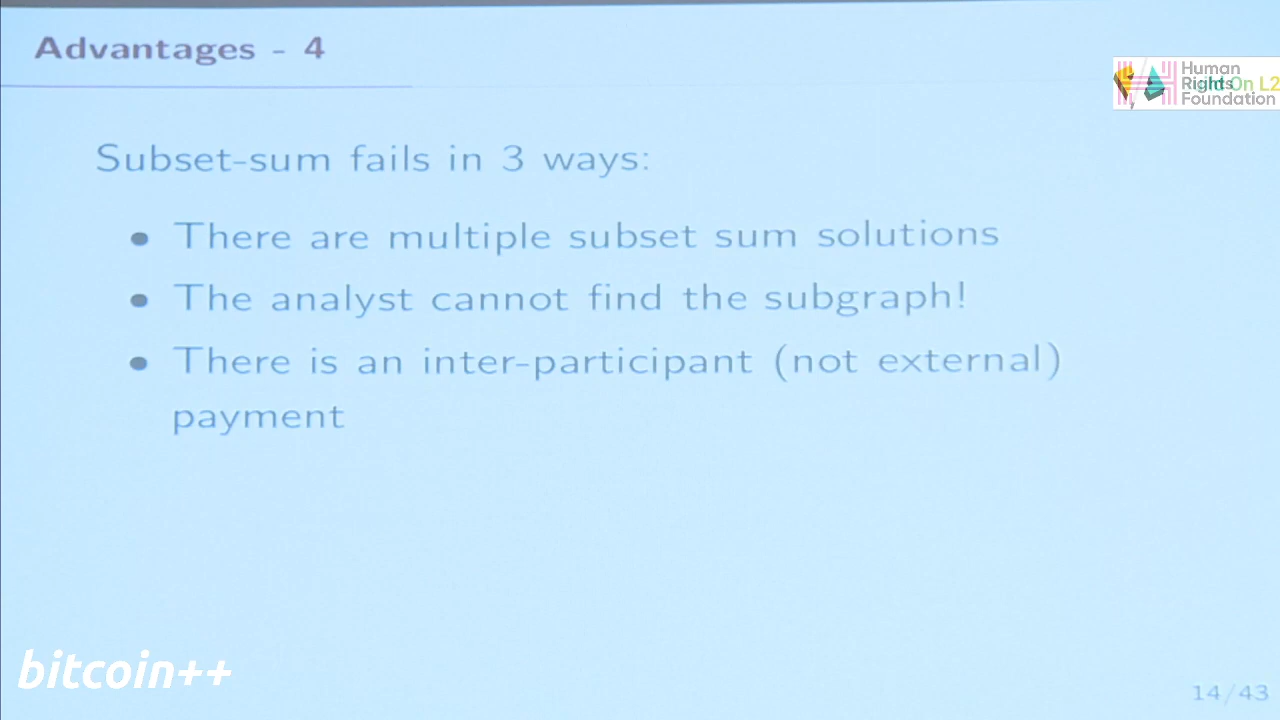 Advantages - 4
Human
Rights
Foundation
On L2
Subset-sum fails in 3 ways:
• There are multiple subset sum solutions
• The analyst cannot find the subgraph!
• There is an inter-participant (not external)
payment
bitcoin++
14/43